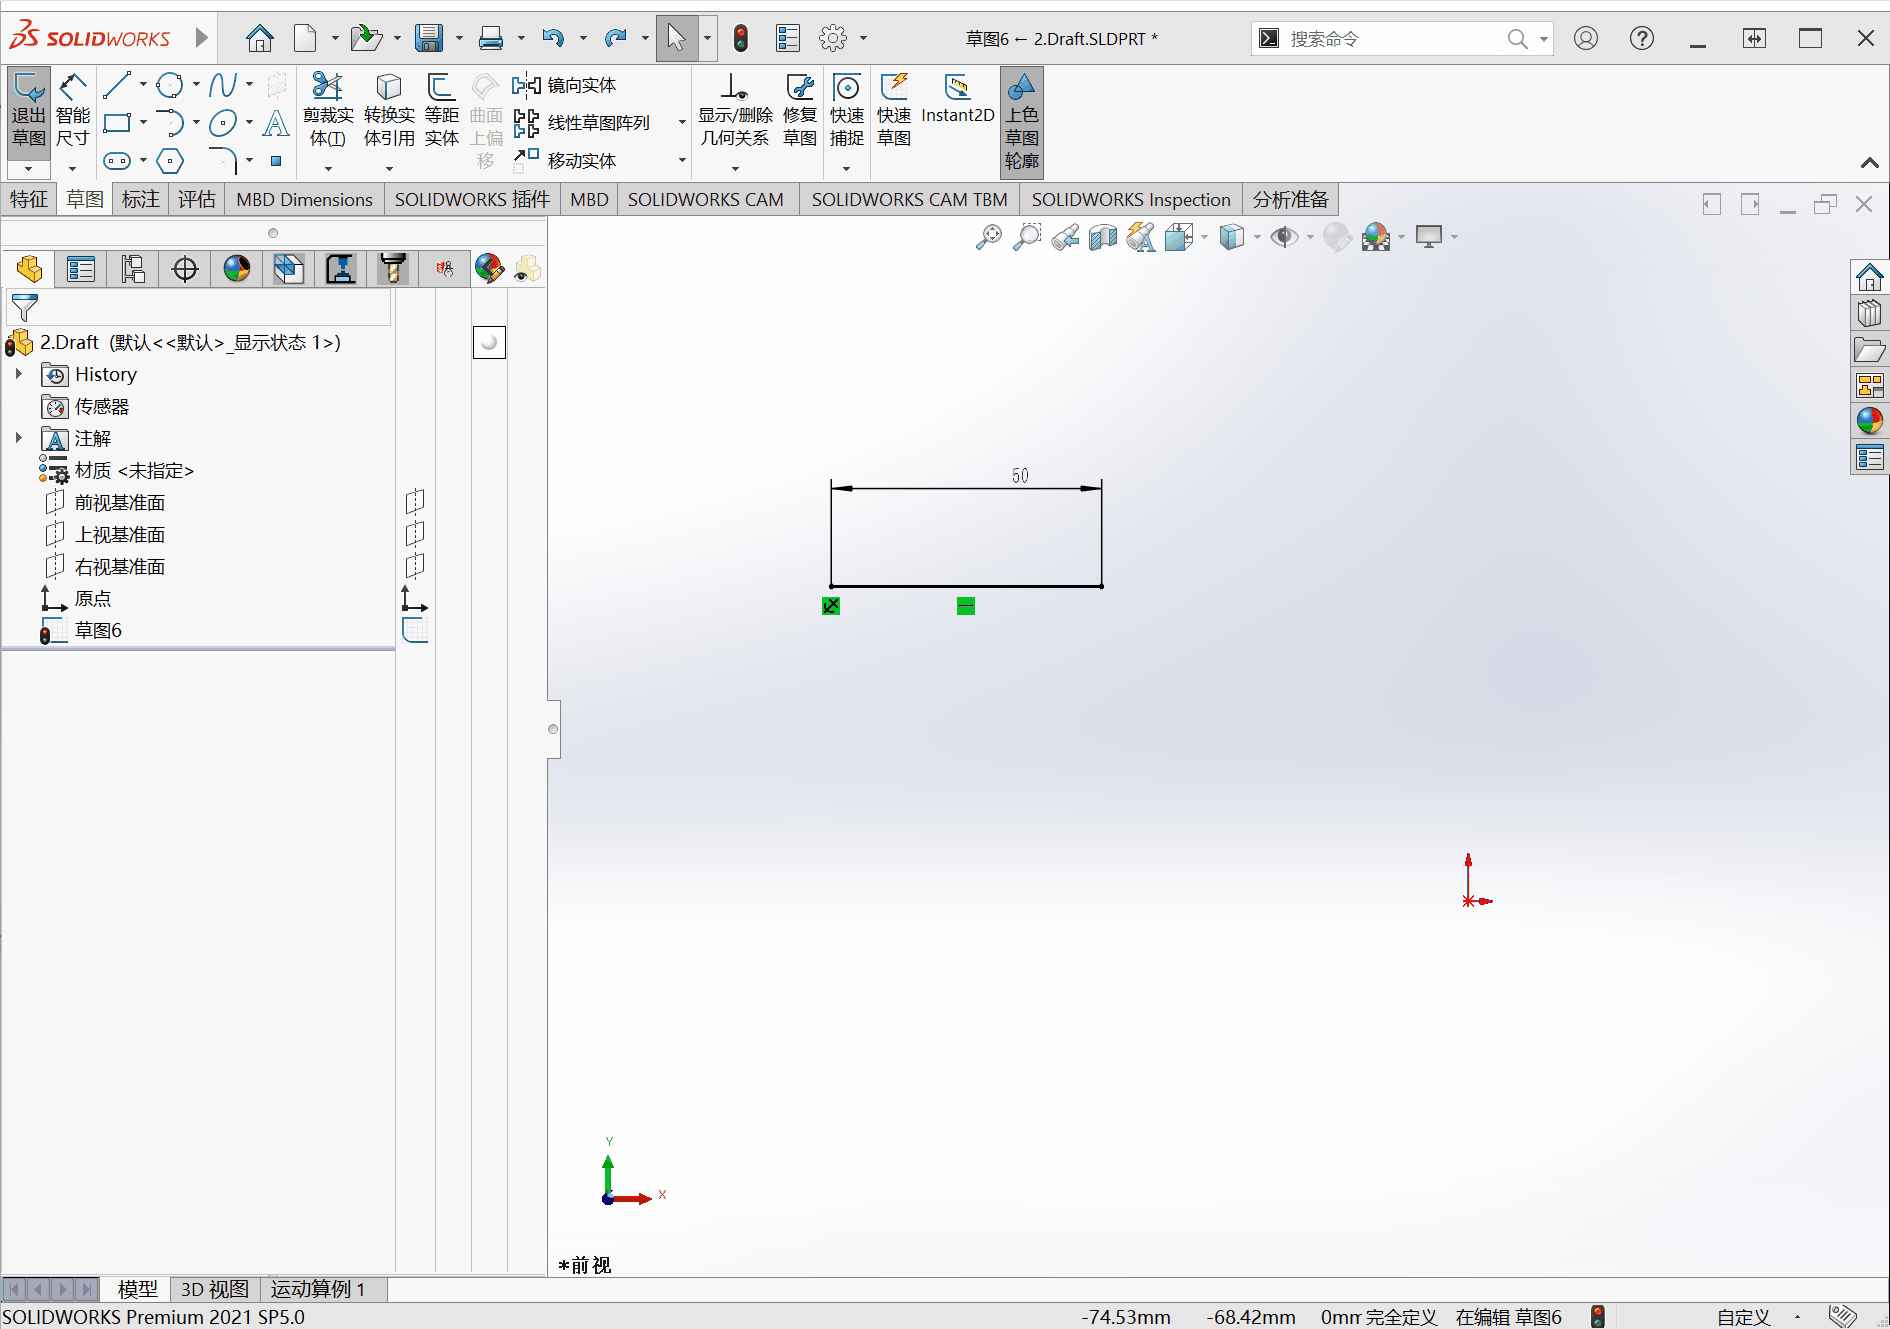 SOLIDWORKS
草图6 ← 2.Draft.SLDPRT *
搜索命令
退出草图
智能尺寸
剪裁实体(T)
转换实体引用
等距实体
曲面上偏移
镜向实体
线性草图阵列
移动实体
显示/删除几何关系
修复草图
快速捕捉
快速草图
Instant2D
上色草图轮廓
特征 草图 标注 评估 MBD Dimensions SOLIDWORKS 插件 MBD SOLIDWORKS CAM SOLIDWORKS CAM TBM SOLIDWORKS Inspection 分析准备
2.Draft (默认<<默认>_显示状态 1>)
History
传感器
注解
材质 <未指定>
前视基准面
上视基准面
右视基准面
原点
草图6
50
Y
X
*前视
模型 3D 视图 运动算例 1
SOLIDWORKS Premium 2021 SP5.0 -74.53mm -68.42mm 0mm 完全定义 在编辑 草图6 自定义